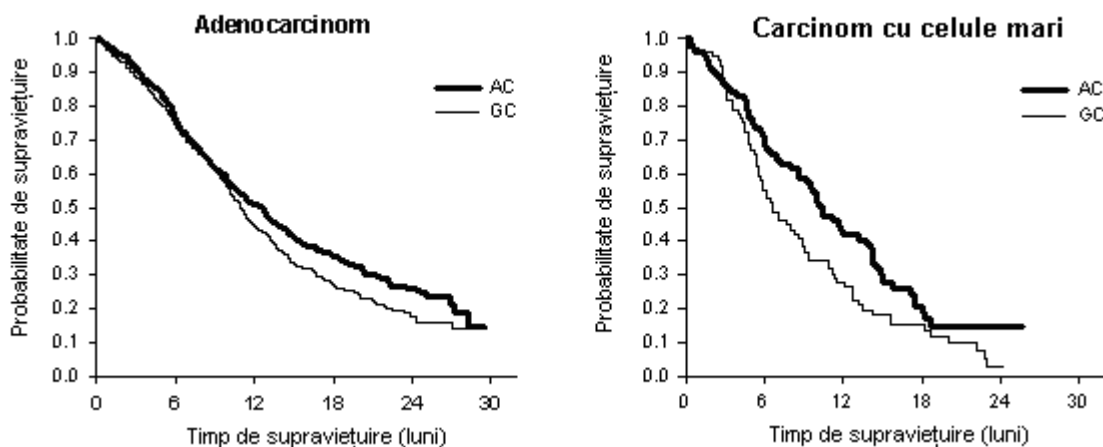 Adenocarcinom
Probabilitate de supraviețuire
1.0
0.9
0.8
0.7
0.6
0.5
0.4
0.3
0.2
0.1
0.0
AC
GC
0 6 12 18 24 30
Timp de supraviețuire (luni)
Carcinom cu celule mari
Probabilitate de supraviețuire
1.0
0.9
0.8
0.7
0.6
0.5
0.4
0.3
0.2
0.1
0.0
AC
GC
0 6 12 18 24 30
Timp de supraviețuire (luni)